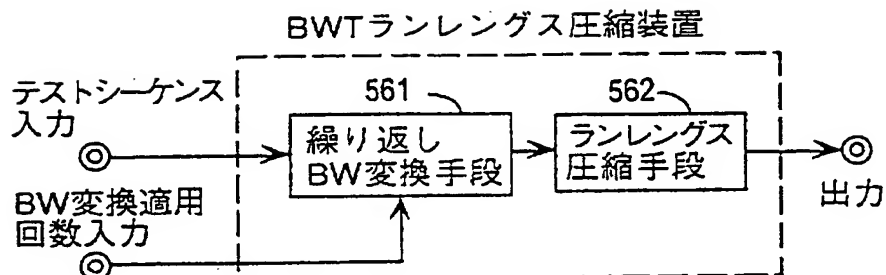 BWTランレングス圧縮装置
テストシーケンス
入力
561
繰り返し
BW変換手段
562
ランレングス
圧縮手段
出力
BW変換適用
回数入力